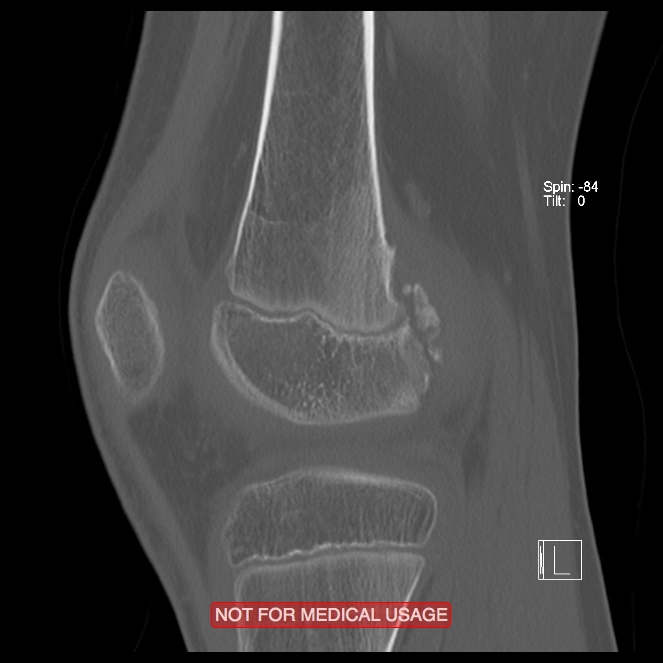 Spin: -84
Tilt: 0
L
NOT FOR MEDICAL USAGE